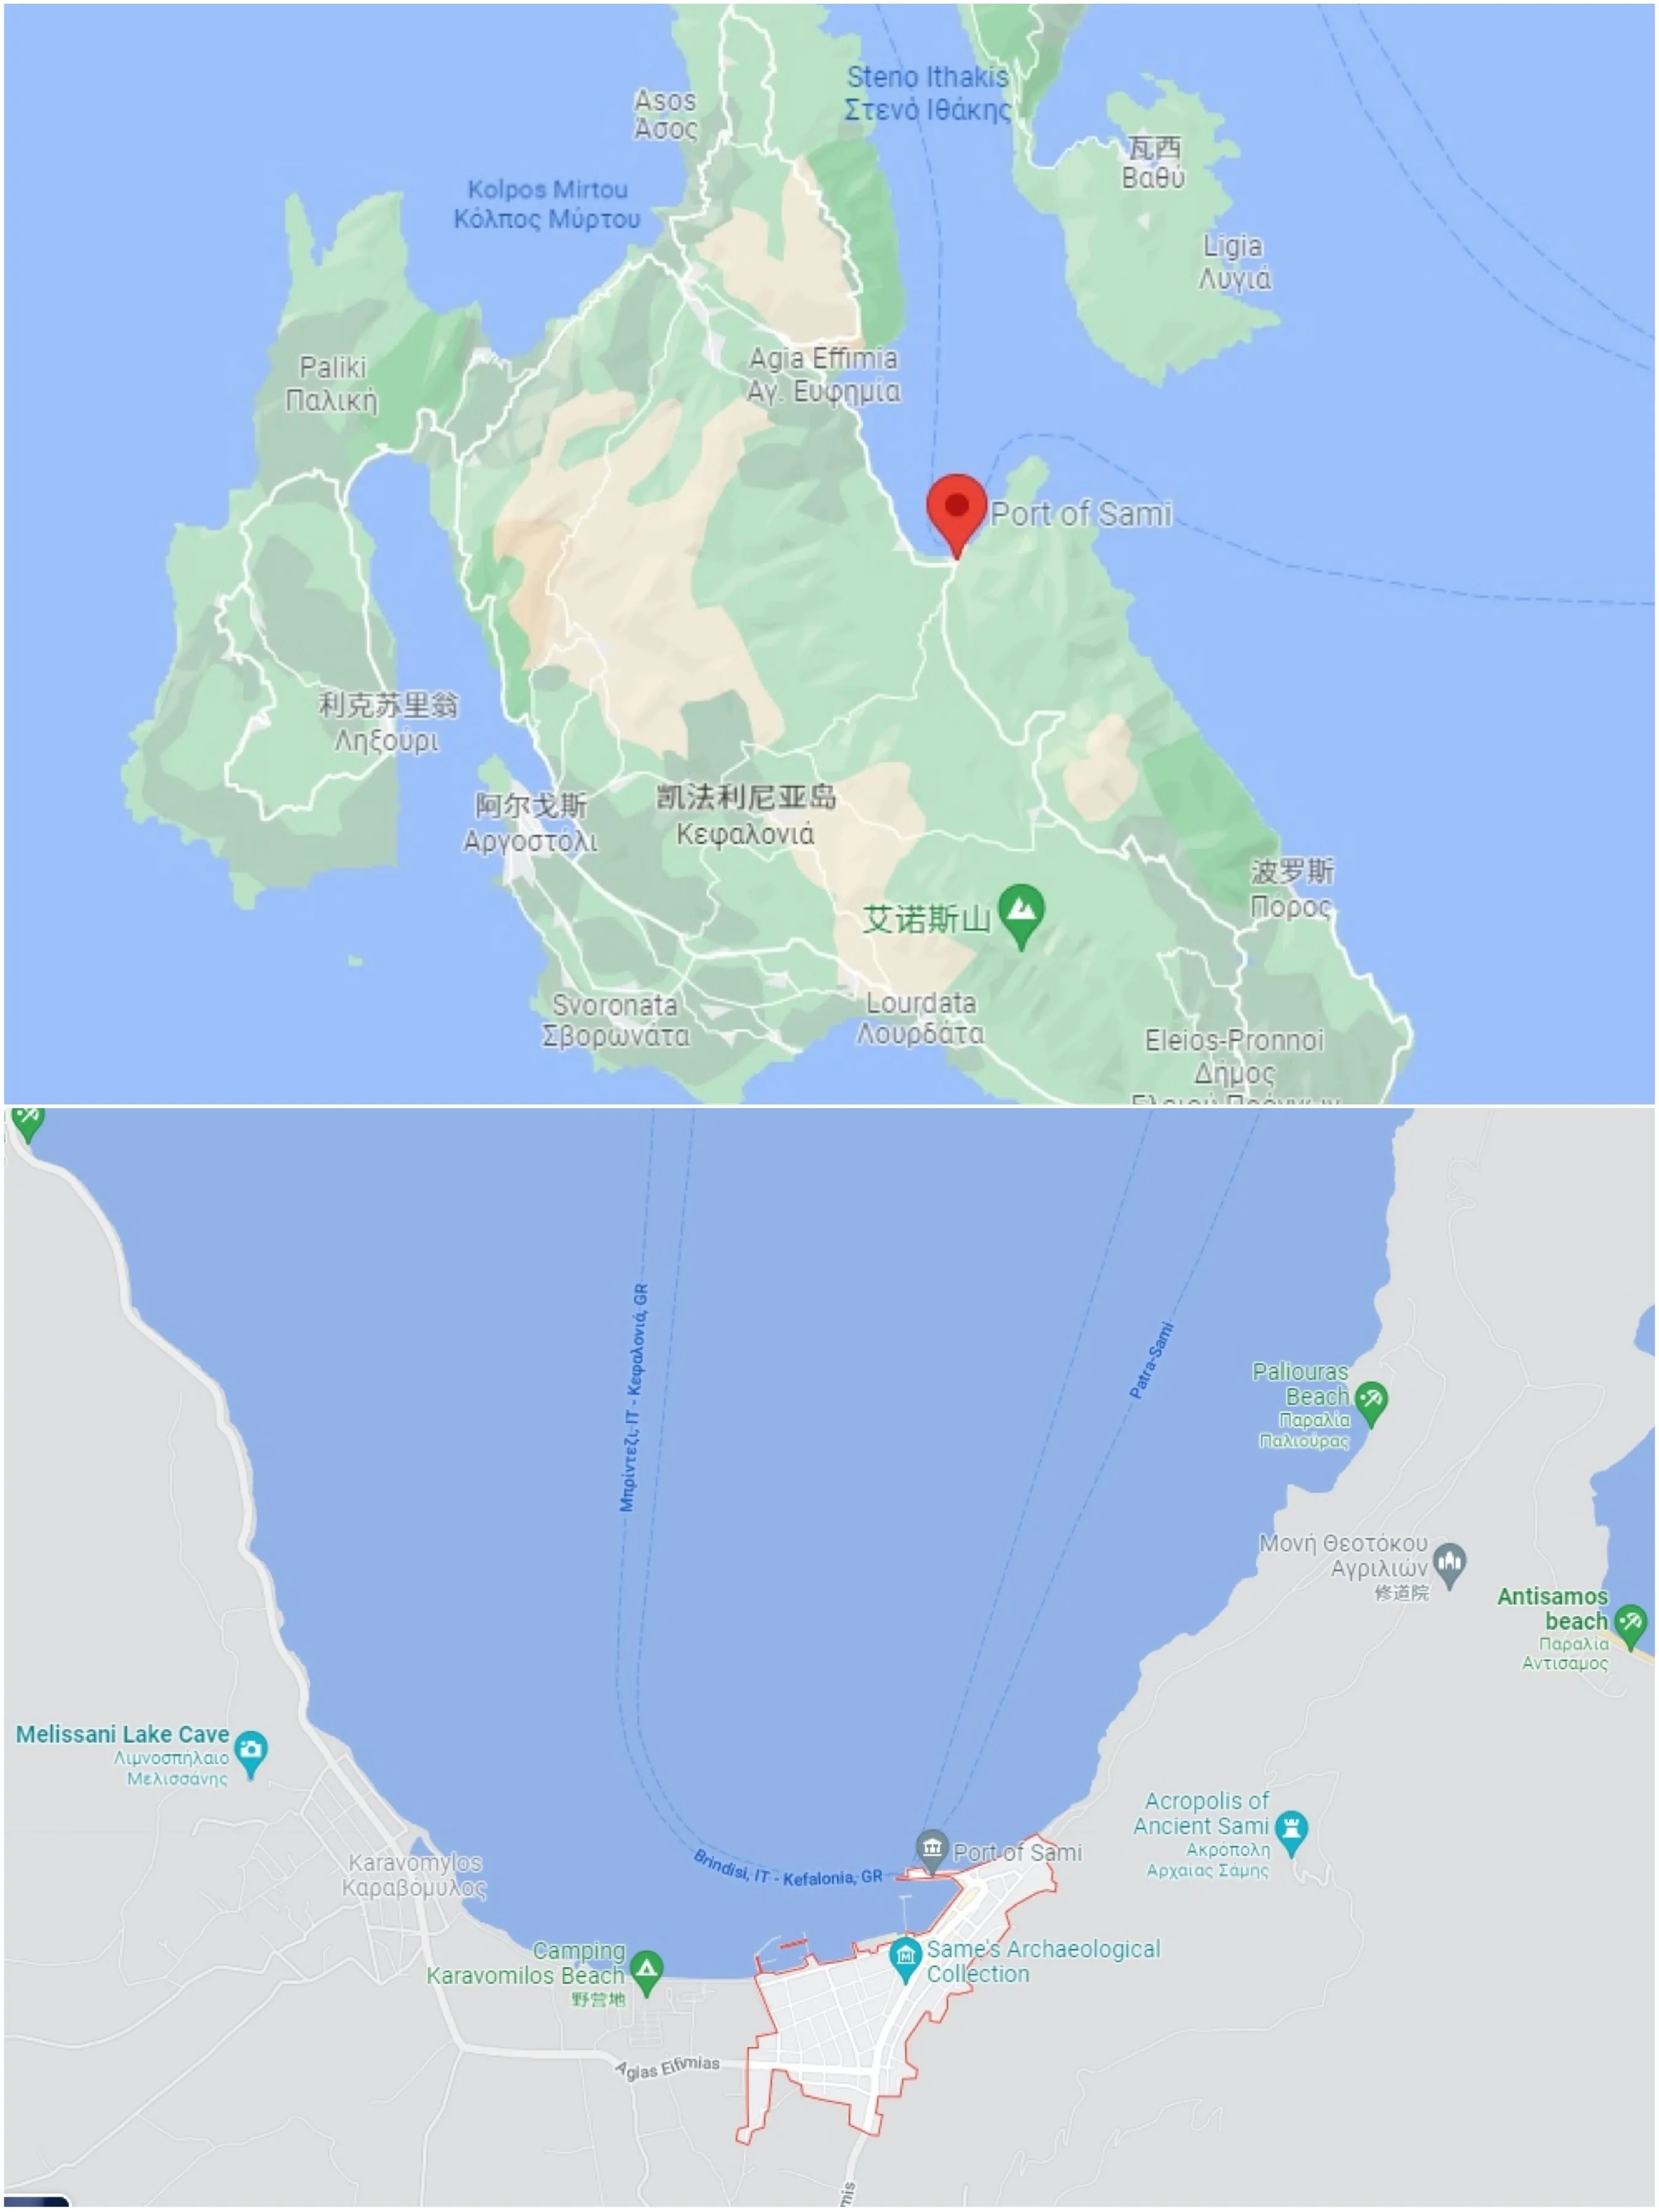 Steno Ithakis
Στενό Ιθάκης
Asos
Άσος
瓦西
Βαθύ
Kolpos Mirtou
Κόλπος Μύρτου
Ligia
Λυγιά
Agia Effimia
Αγ. Ευφημία
Paliki
Παλική
Port of Sami
利克苏里翁
Ληξούρι
阿尔戈斯
Αργοστόλι
凯法利尼亚岛
Κεφαλονιά
波罗斯
Πόρος
艾诺斯山
Svoronata
Σβορωνάτα
Lourdata
Λουρδάτα
Eleios-Pronnoi
Δήμος
Μπρίντεζι, IT - Κεφαλονιά, GR
Patra-Sami
Paliouras
Beach
Παραλία
Παλιούρας
Μονή Θεοτόκου
Αγριλιών
修道院
Antisamos
beach
Παραλία
Αντισαμος
Melissani Lake Cave
Λιμνοσπήλαιο
Μελισσάνης
Acropolis of
Ancient Sami
Ακρόπολη
Αρχαίας Σάμης
Port of Sami
Brindisi, IT - Kefalonia, GR
Karavomylos
Καραβόμυλος
Same's Archaeological
Collection
Camping
Karavomilos Beach
野营地
Agias Effimias